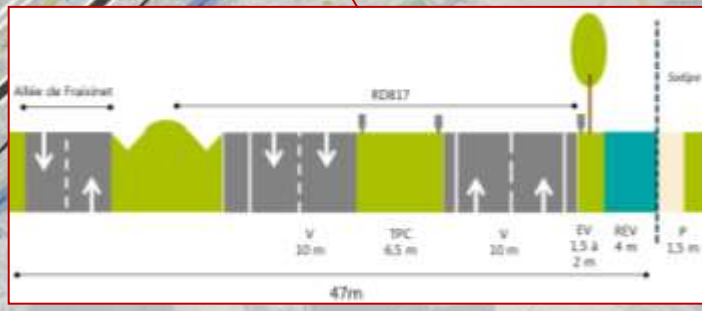 Allée de Fraisinet
RD817
V
10 m
TPC
6,5 m
V
10 m
EV
1,5 à
2 m
REV
4 m
P
1,5 m
47m